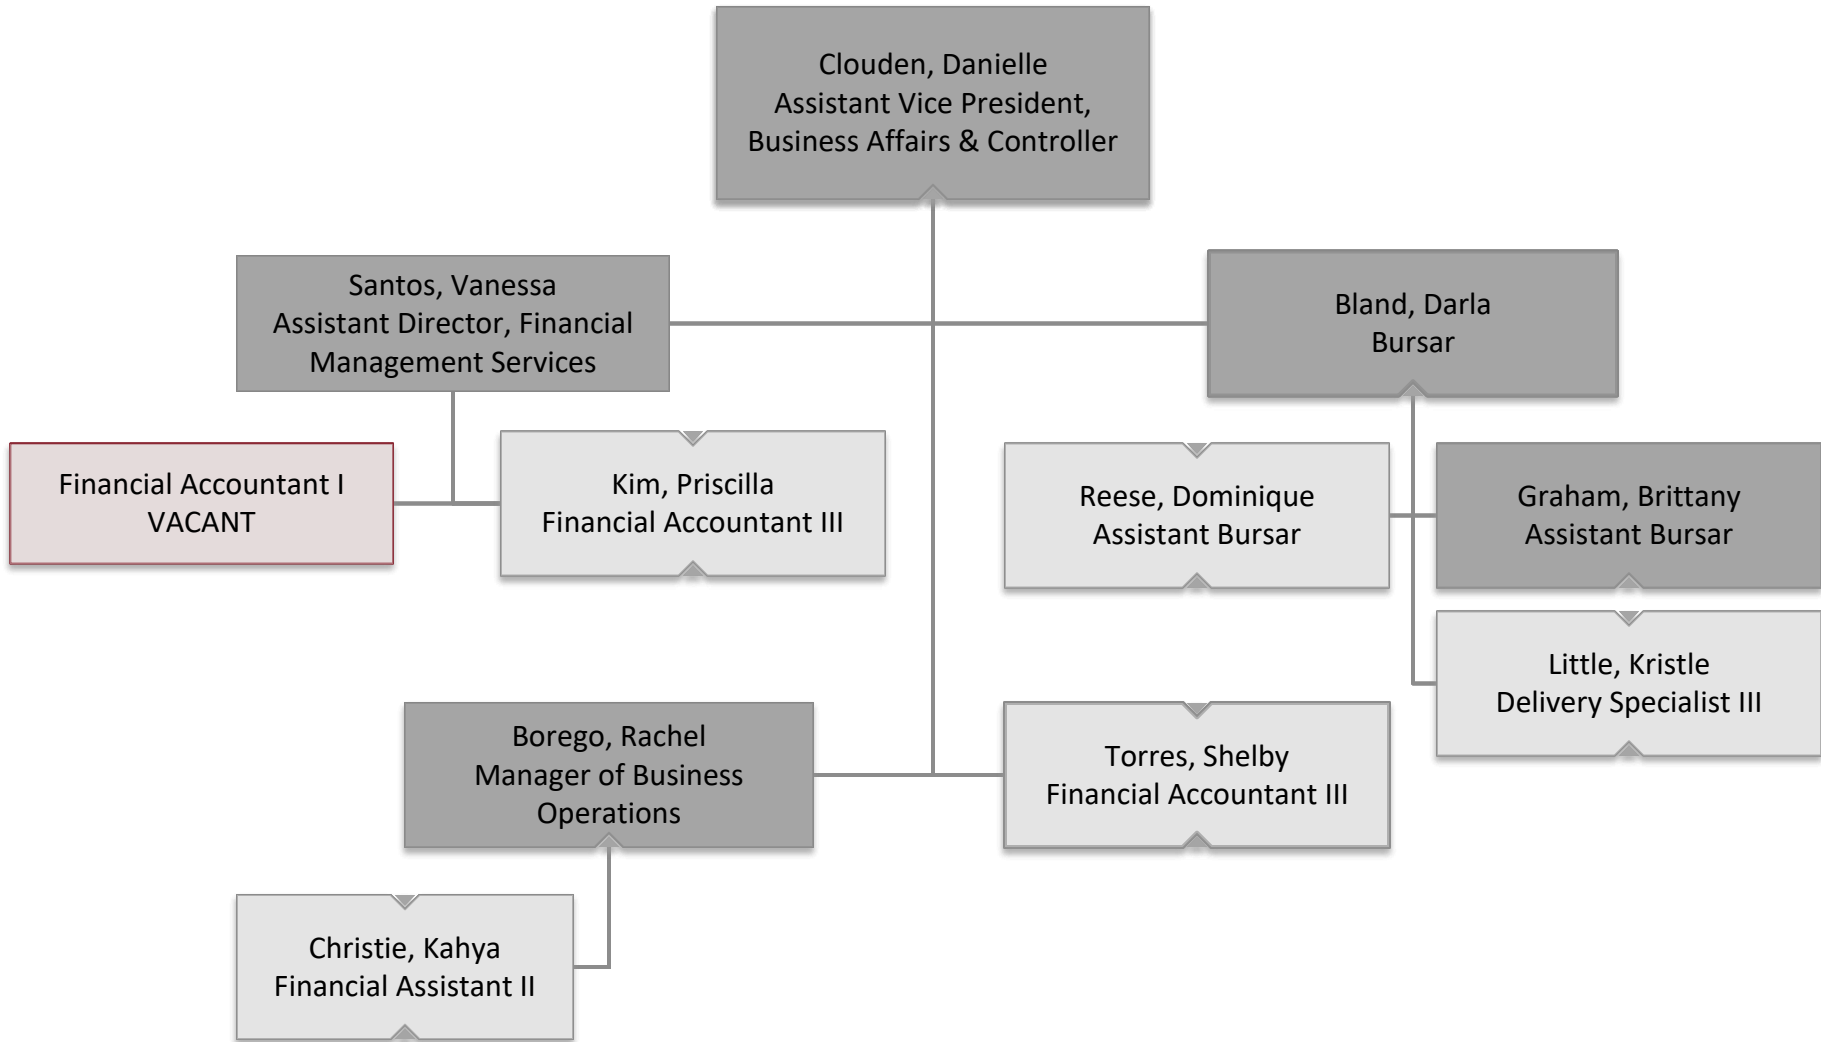 Clouden, Danielle
Assistant Vice President,
Business Affairs & Controller
Santos, Vanessa
Assistant Director, Financial
Management Services
Bland, Darla
Bursar
Financial Accountant I
VACANT
Kim, Priscilla
Financial Accountant III
Reese, Dominique
Assistant Bursar
Graham, Brittany
Assistant Bursar
Little, Kristle
Delivery Specialist III
Borego, Rachel
Manager of Business
Operations
Torres, Shelby
Financial Accountant III
Christie, Kahya
Financial Assistant II